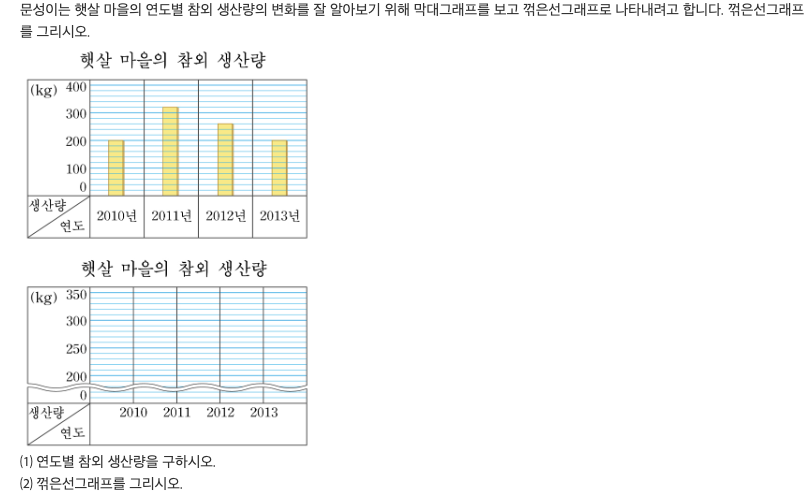 문성이는 햇살 마을의 연도별 참외 생산량의 변화를 잘 알아보기 위해 막대그래프를 보고 꺾은선그래프로 나타내려고 합니다. 꺾은선그래프
를 그리시오.
햇살 마을의 참외 생산량
(kg) 400
300
200
100
0
생산량
연도
2010년 2011년 2012년 2013년
햇살 마을의 참외 생산량
(kg) 350
300
250
200
0
생산량
연도
2010 2011 2012 2013
(1) 연도별 참외 생산량을 구하시오.
(2) 꺾은선그래프를 그리시오.